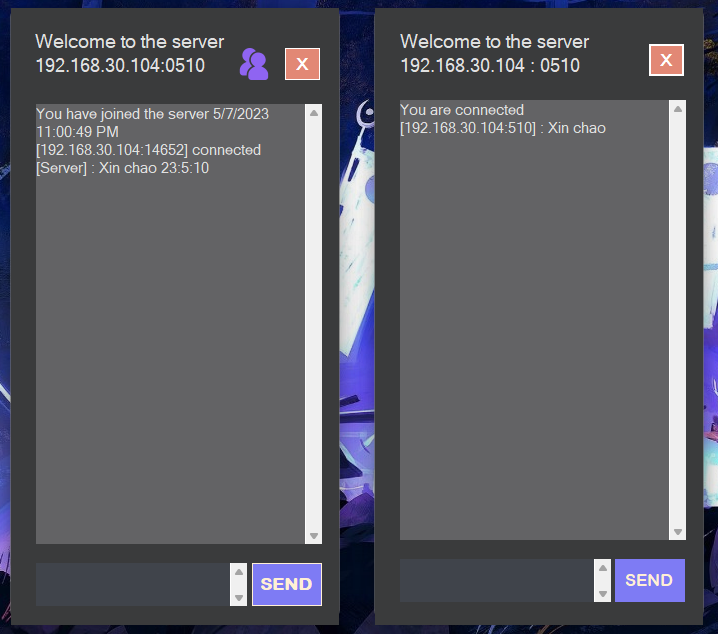 Welcome to the server
192.168.30.104:0510
X
You have joined the server 5/7/2023
11:00:49 PM
[192.168.30.104:14652] connected
[Server] : Xin chao 23:5:10
SEND
Welcome to the server
192.168.30.104 : 0510
X
You are connected
[192.168.30.104:510] : Xin chao
SEND